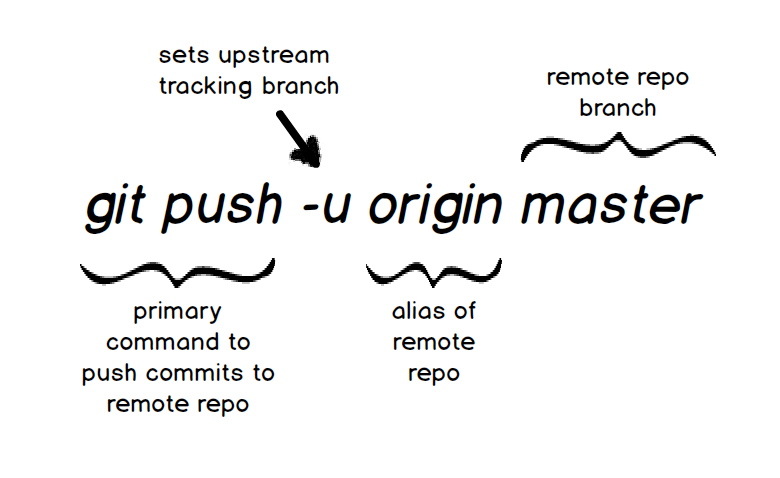 sets upstream
tracking branch
remote repo
branch
git push -u origin master
primary
command to
push commits to
remote repo
alias of
remote
repo